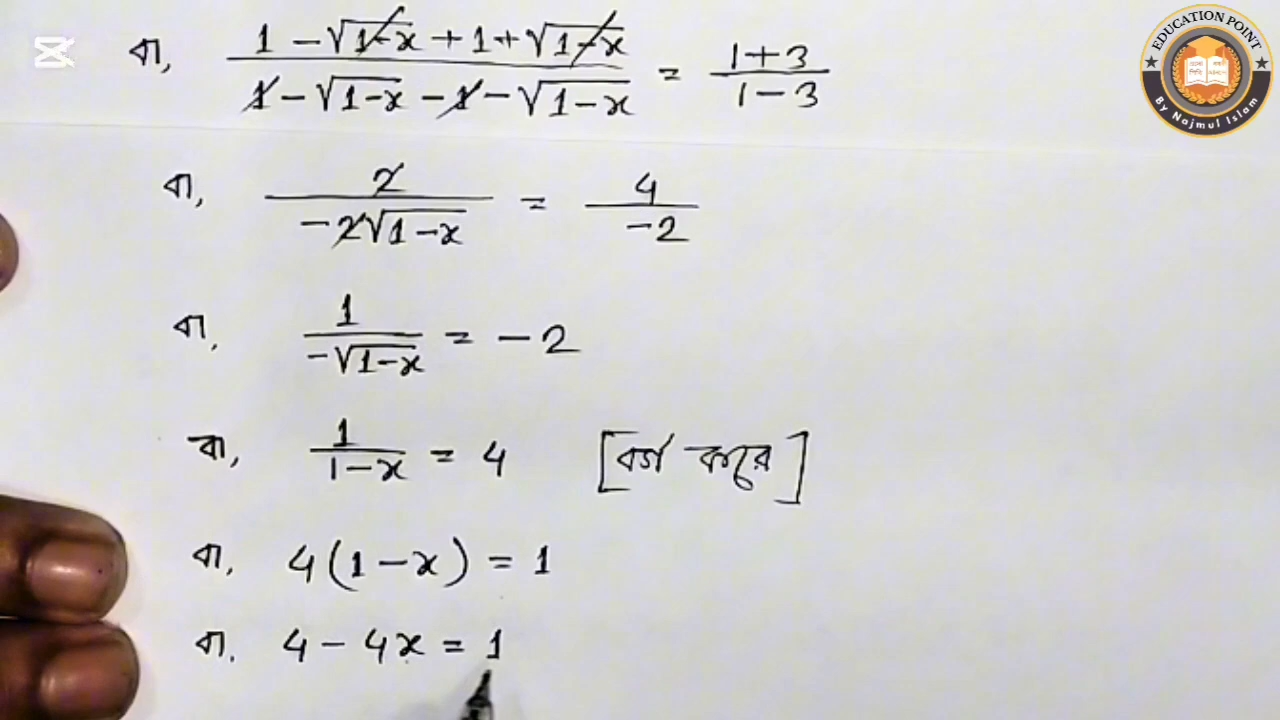 EDUCATION POINT
By Najmul Islam
বা, (1 - √(1-x) + 1 + √(1-x)) / (1 - √(1-x) - 1 - √(1-x)) = (1+3)/(1-3)
বা, 2 / (-2√(1-x)) = 4/(-2)
বা, 1 / (-√(1-x)) = -2
বা, 1/(1-x) = 4 [বর্গ করে]
বা, 4(1-x) = 1
বা, 4 - 4x = 1